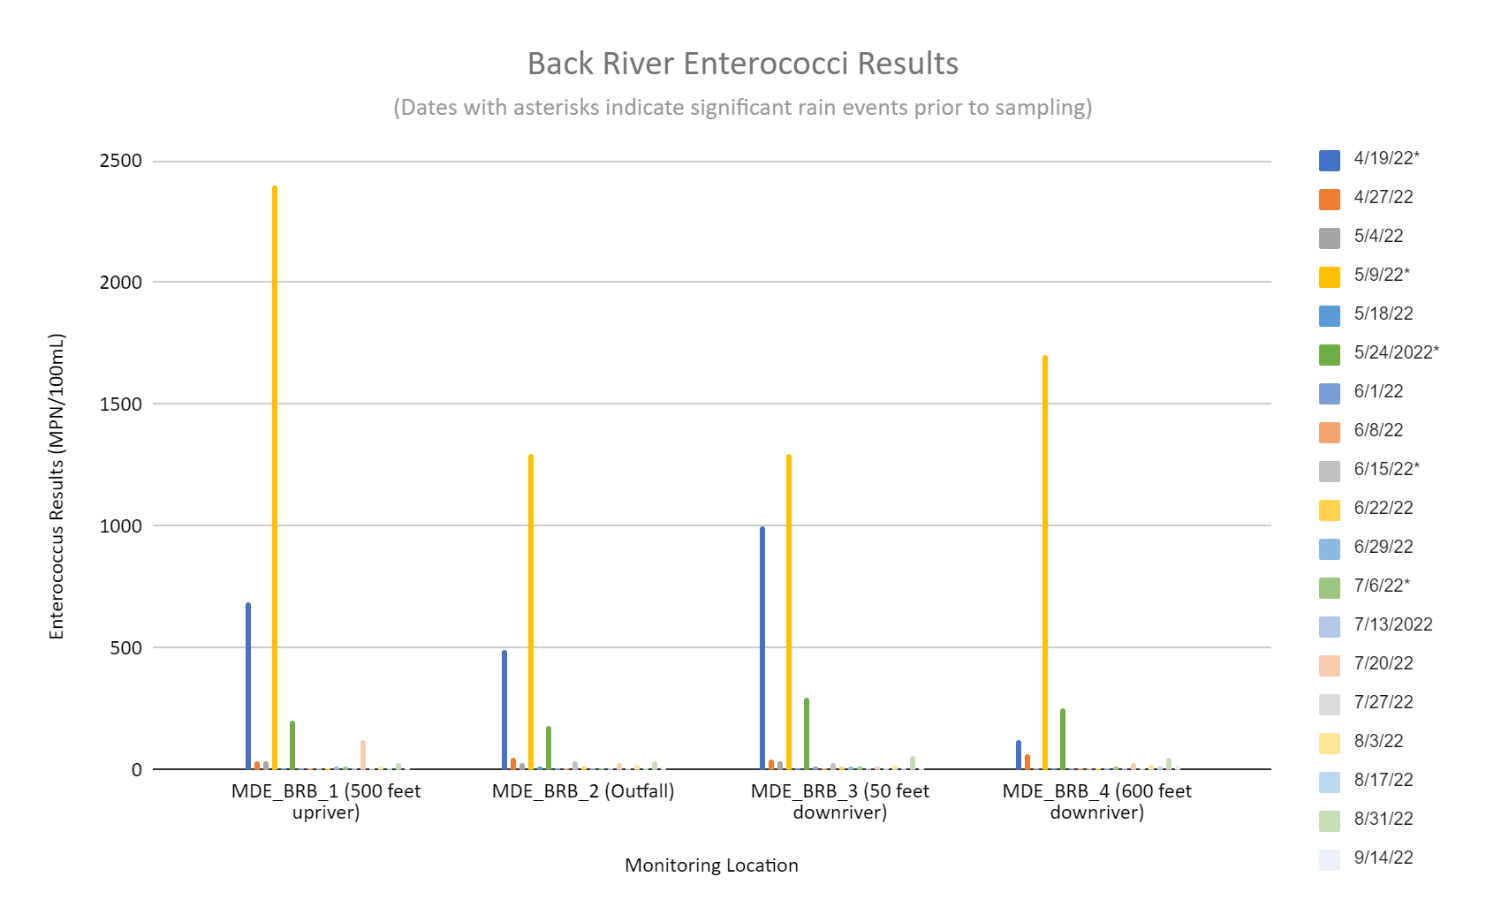 Back River Enterococci Results
(Dates with asterisks indicate significant rain events prior to sampling)
Enterococcus Results (MPN/100mL)
2500
2000
1500
1000
500
0
MDE_BRB_1 (500 feet
upriver)
MDE_BRB_2 (Outfall)
MDE_BRB_3 (50 feet
downriver)
MDE_BRB_4 (600 feet
downriver)
Monitoring Location
4/19/22*
4/27/22
5/4/22
5/9/22*
5/18/22
5/24/2022*
6/1/22
6/8/22
6/15/22*
6/22/22
6/29/22
7/6/22*
7/13/2022
7/20/22
7/27/22
8/3/22
8/17/22
8/31/22
9/14/22